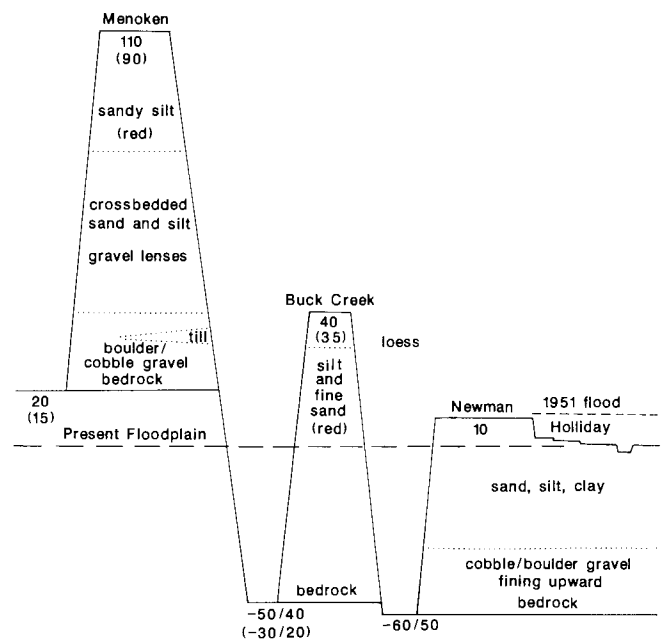 Menoken
110
(90)
sandy silt
(red)
crossbedded
sand and silt
gravel lenses
till
boulder/
cobble gravel
bedrock
20
(15)
Present Floodplain
Buck Creek
40
(35)
loess
silt
and
fine
sand
(red)
Newman
10
1951 flood
Holliday
sand, silt, clay
cobble/boulder gravel
fining upward
bedrock
bedrock
-50/40
(-30/20)
-60/50